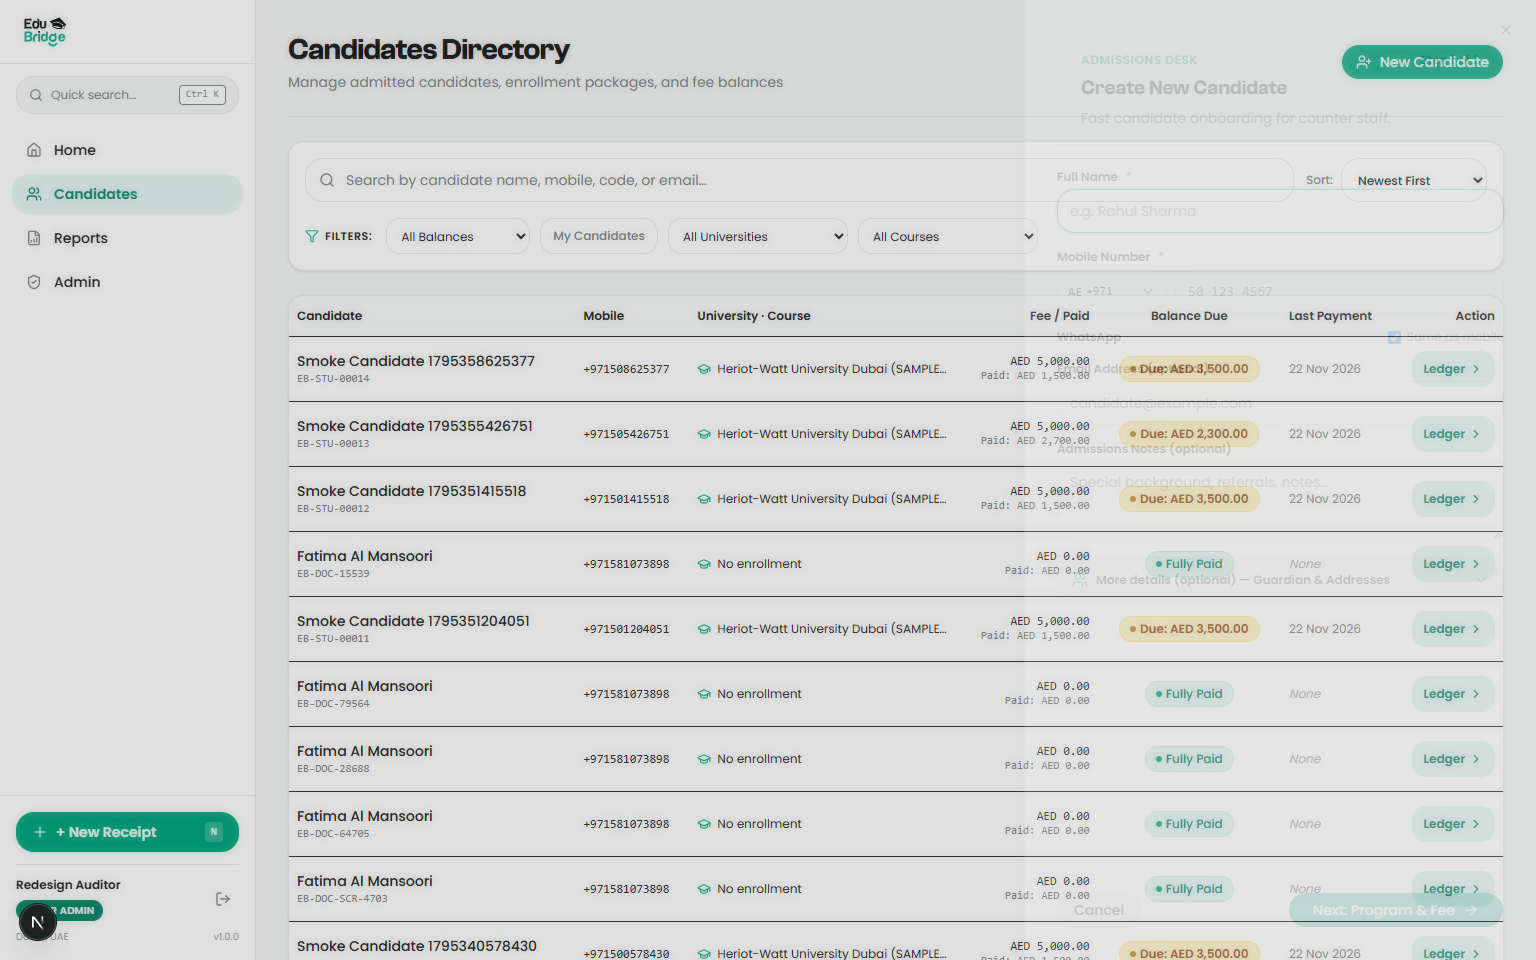 Edu
Bridge
Quick search...
Ctrl K
Home
Candidates
Reports
Admin
+ New Receipt
N
Redesign Auditor
R ADMIN
N
UAE
v1.0.0
Candidates Directory
Manage admitted candidates, enrollment packages, and fee balances
New Candidate
ADMISSIONS DESK
Create New Candidate
Fast candidate onboarding for counter staff.
Search by candidate name, mobile, code, or email...
Sort:
Newest First
FILTERS:
All Balances
My Candidates
All Universities
All Courses
Full Name *
e.g. Rahul Sharma
Mobile Number *
AE +971
50 123 4567
WhatsApp
Same as mobile
Email Address (optional)
candidate@example.com
Admissions Notes (optional)
Special background, referrals, notes...
More details (optional) — Guardian & Addresses
Cancel
Next: Program & Fee
Candidate Mobile University · Course Fee / Paid Balance Due Last Payment Action
Smoke Candidate 1795358625377
EB-STU-00014
+971508625377
Heriot-Watt University Dubai (SAMPLE...
AED 5,000.00
Paid: AED 1,500.00
Due: AED 3,500.00
22 Nov 2026
Ledger
Smoke Candidate 1795355426751
EB-STU-00013
+971505426751
Heriot-Watt University Dubai (SAMPLE...
AED 5,000.00
Paid: AED 2,700.00
Due: AED 2,300.00
22 Nov 2026
Ledger
Smoke Candidate 1795351415518
EB-STU-00012
+971501415518
Heriot-Watt University Dubai (SAMPLE...
AED 5,000.00
Paid: AED 1,500.00
Due: AED 3,500.00
22 Nov 2026
Ledger
Fatima Al Mansoori
EB-DOC-15539
+971581073898
No enrollment
AED 0.00
Paid: AED 0.00
Fully Paid
None
Ledger
Smoke Candidate 1795351204051
EB-STU-00011
+971501204051
Heriot-Watt University Dubai (SAMPLE...
AED 5,000.00
Paid: AED 1,500.00
Due: AED 3,500.00
22 Nov 2026
Ledger
Fatima Al Mansoori
EB-DOC-79564
+971581073898
No enrollment
AED 0.00
Paid: AED 0.00
Fully Paid
None
Ledger
Fatima Al Mansoori
EB-DOC-28688
+971581073898
No enrollment
AED 0.00
Paid: AED 0.00
Fully Paid
None
Ledger
Fatima Al Mansoori
EB-DOC-64705
+971581073898
No enrollment
AED 0.00
Paid: AED 0.00
Fully Paid
None
Ledger
Fatima Al Mansoori
EB-DOC-SCR-4703
+971581073898
No enrollment
AED 0.00
Paid: AED 0.00
Fully Paid
None
Ledger
Smoke Candidate 1795340578430
+971500578430
Heriot-Watt University Dubai (SAMPLE...
AED 5,000.00
Due: AED 3,500.00
22 Nov 2026
Ledger